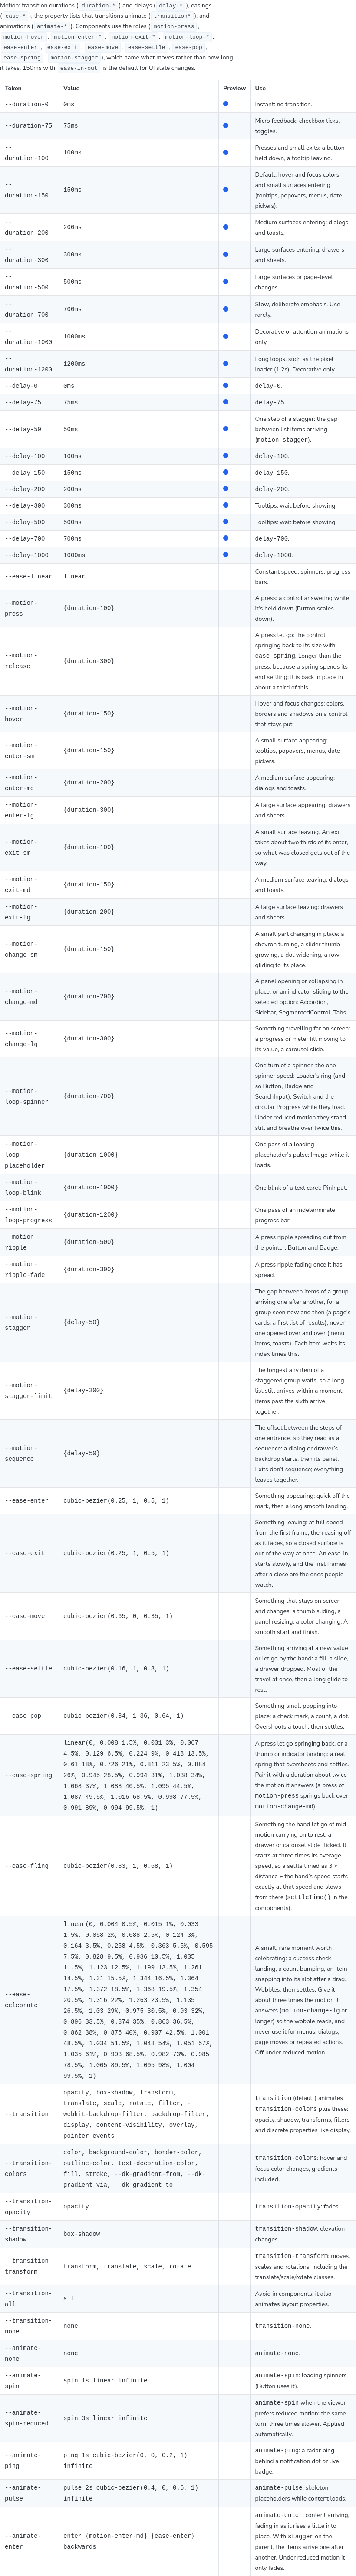 Motion: transition durations ( duration-* ) and delays ( delay-* ), easings
( ease-* ), the property lists that transitions animate ( transition* ), and
animations ( animate-* ). Components use the roles ( motion-press ,
motion-hover , motion-enter-* , motion-exit-* , motion-loop-* ,
ease-enter , ease-exit , ease-move , ease-settle , ease-pop ,
ease-spring , motion-stagger ), which name what moves rather than how long
it takes. 150ms with ease-in-out is the default for UI state changes.
Token Value Preview Use
--duration-0 0ms Instant: no transition.
--duration-75 75ms Micro feedback: checkbox ticks,
toggles.
--
duration-100 100ms Presses and small exits: a button
held down, a tooltip leaving.
--
duration-150 150ms Default: hover and focus colors,
and small surfaces entering
(tooltips, popovers, menus, date
pickers).
--
duration-200 200ms Medium surfaces entering: dialogs
and toasts.
--
duration-300 300ms Large surfaces entering: drawers
and sheets.
--
duration-500 500ms Large surfaces or page-level
changes.
--
duration-700 700ms Slow, deliberate emphasis. Use
rarely.
--
duration-1000 1000ms Decorative or attention animations
only.
--
duration-1200 1200ms Long loops, such as the pixel
loader (1.2s). Decorative only.
--delay-0 0ms delay-0.
--delay-75 75ms delay-75.
--delay-50 50ms One step of a stagger: the gap
between list items arriving
(motion-stagger).
--delay-100 100ms delay-100.
--delay-150 150ms delay-150.
--delay-200 200ms delay-200.
--delay-300 300ms Tooltips: wait before showing.
--delay-500 500ms Tooltips: wait before showing.
--delay-700 700ms delay-700.
--delay-1000 1000ms delay-1000.
--ease-linear linear Constant speed: spinners, progress
bars.
--motion-
press {duration-100} A press: a control answering while
it's held down (Button scales
down).
--motion-
release {duration-300} A press let go: the control
springing back to its size with
ease-spring. Longer than the
press, because a spring spends its
end settling; it is back in place in
about a third of this.
--motion-
hover {duration-150} Hover and focus changes: colors,
borders and shadows on a control
that stays put.
--motion-
enter-sm {duration-150} A small surface appearing:
tooltips, popovers, menus, date
pickers.
--motion-
enter-md {duration-200} A medium surface appearing:
dialogs and toasts.
--motion-
enter-lg {duration-300} A large surface appearing: drawers
and sheets.
--motion-
exit-sm {duration-100} A small surface leaving. An exit
takes about two thirds of its enter,
so what was closed gets out of the
way.
--motion-
exit-md {duration-150} A medium surface leaving: dialogs
and toasts.
--motion-
exit-lg {duration-200} A large surface leaving: drawers
and sheets.
--motion-
change-sm {duration-150} A small part changing in place: a
chevron turning, a slider thumb
growing, a dot widening, a row
gliding to its place.
--motion-
change-md {duration-200} A panel opening or collapsing in
place, or an indicator sliding to the
selected option: Accordion,
Sidebar, SegmentedControl, Tabs.
--motion-
change-lg {duration-300} Something travelling far on screen:
a progress or meter fill moving to
its value, a carousel slide.
--motion-
loop-spinner {duration-700} One turn of a spinner, the one
spinner speed: Loader's ring (and
so Button, Badge and
SearchInput), Switch and the
circular Progress while they load.
Under reduced motion they stand
still and breathe over twice this.
--motion-
loop-
placeholder {duration-1000} One pass of a loading
placeholder's pulse: Image while it
loads.
--motion-
loop-blink {duration-1000} One blink of a text caret: PinInput.
--motion-
loop-progress {duration-1200} One pass of an indeterminate
progress bar.
--motion-
ripple {duration-500} A press ripple spreading out from
the pointer: Button and Badge.
--motion-
ripple-fade {duration-300} A press ripple fading once it has
spread.
--motion-
stagger {delay-50} The gap between items of a group
arriving one after another, for a
group seen now and then (a page's
cards, a first list of results), never
one opened over and over (menu
items, toasts). Each item waits its
index times this.
--motion-
stagger-limit {delay-300} The longest any item of a
staggered group waits, so a long
list still arrives within a moment:
items past the sixth arrive
together.
--motion-
sequence {delay-50} The offset between the steps of
one entrance, so they read as a
sequence: a dialog or drawer's
backdrop starts, then its panel.
Exits don't sequence; everything
leaves together.
--ease-enter cubic-bezier(0.25, 1, 0.5, 1) Something appearing: quick off the
mark, then a long smooth landing.
--ease-exit cubic-bezier(0.25, 1, 0.5, 1) Something leaving: at full speed
from the first frame, then easing off
as it fades, so a closed surface is
out of the way at once. An ease-in
starts slowly, and the first frames
after a close are the ones people
watch.
--ease-move cubic-bezier(0.65, 0, 0.35, 1) Something that stays on screen
and changes: a thumb sliding, a
panel resizing, a color changing. A
smooth start and finish.
--ease-settle cubic-bezier(0.16, 1, 0.3, 1) Something arriving at a new value
or let go by the hand: a fill, a slide,
a drawer dropped. Most of the
travel at once, then a long glide to
rest.
--ease-pop cubic-bezier(0.34, 1.36, 0.64, 1) Something small popping into
place: a check mark, a count, a dot.
Overshoots a touch, then settles.
--ease-spring linear(0, 0.008 1.5%, 0.031 3%, 0.067
4.5%, 0.129 6.5%, 0.224 9%, 0.418 13.5%,
0.61 18%, 0.726 21%, 0.811 23.5%, 0.884
26%, 0.945 28.5%, 0.994 31%, 1.038 34%,
1.068 37%, 1.088 40.5%, 1.095 44.5%,
1.087 49.5%, 1.016 68.5%, 0.998 77.5%,
0.991 89%, 0.994 99.5%, 1) A press let go springing back, or a
thumb or indicator landing: a real
spring that overshoots and settles.
Pair it with a duration about twice
the motion it answers (a press of
motion-press springs back over
motion-change-md).
--ease-fling cubic-bezier(0.33, 1, 0.68, 1) Something the hand let go of mid-
motion carrying on to rest: a
drawer or carousel slide flicked. It
starts at three times its average
speed, so a settle timed as 3 ×
distance ÷ the hand's speed starts
exactly at that speed and slows
from there (settleTime() in the
components).
--ease-
celebrate linear(0, 0.004 0.5%, 0.015 1%, 0.033
1.5%, 0.058 2%, 0.088 2.5%, 0.124 3%,
0.164 3.5%, 0.258 4.5%, 0.363 5.5%, 0.595
7.5%, 0.828 9.5%, 0.936 10.5%, 1.035
11.5%, 1.123 12.5%, 1.199 13.5%, 1.261
14.5%, 1.31 15.5%, 1.344 16.5%, 1.364
17.5%, 1.372 18.5%, 1.368 19.5%, 1.354
20.5%, 1.316 22%, 1.263 23.5%, 1.135
26.5%, 1.03 29%, 0.975 30.5%, 0.93 32%,
0.896 33.5%, 0.874 35%, 0.863 36.5%,
0.862 38%, 0.876 40%, 0.907 42.5%, 1.001
48.5%, 1.034 51.5%, 1.048 54%, 1.051 57%,
1.035 61%, 0.993 68.5%, 0.982 73%, 0.985
78.5%, 1.005 89.5%, 1.005 98%, 1.004
99.5%, 1) A small, rare moment worth
celebrating: a success check
landing, a count bumping, an item
snapping into its slot after a drag.
Wobbles, then settles. Give it
about three times the motion it
answers (motion-change-lg or
longer) so the wobble reads, and
never use it for menus, dialogs,
page moves or repeated actions.
Off under reduced motion.
--transition opacity, box-shadow, transform,
translate, scale, rotate, filter, -
webkit-backdrop-filter, backdrop-filter,
display, content-visibility, overlay,
pointer-events transition (default) animates
transition-colors plus these:
opacity, shadow, transforms, filters
and discrete properties like display.
--transition-
colors color, background-color, border-color,
outline-color, text-decoration-color,
fill, stroke, --dk-gradient-from, --dk-
gradient-via, --dk-gradient-to transition-colors: hover and
focus color changes, gradients
included.
--transition-
opacity opacity transition-opacity: fades.
--transition-
shadow box-shadow transition-shadow: elevation
changes.
--transition-
transform transform, translate, scale, rotate transition-transform: moves,
scales and rotations, including the
translate/scale/rotate classes.
--transition-
all all Avoid in components: it also
animates layout properties.
--transition-
none none transition-none.
--animate-
none none animate-none.
--animate-
spin spin 1s linear infinite animate-spin: loading spinners
(Button uses it).
--animate-
spin-reduced spin 3s linear infinite animate-spin when the viewer
prefers reduced motion: the same
turn, three times slower. Applied
automatically.
--animate-
ping ping 1s cubic-bezier(0, 0, 0.2, 1)
infinite animate-ping: a radar ping
behind a notification dot or live
badge.
--animate-
pulse pulse 2s cubic-bezier(0.4, 0, 0.6, 1)
infinite animate-pulse: skeleton
placeholders while content loads.
--animate-
enter enter {motion-enter-md} {ease-enter}
backwards animate-enter: content arriving,
fading in as it rises a little into
place. With stagger on the
parent, the items arrive one after
another. Under reduced motion it
only fades.